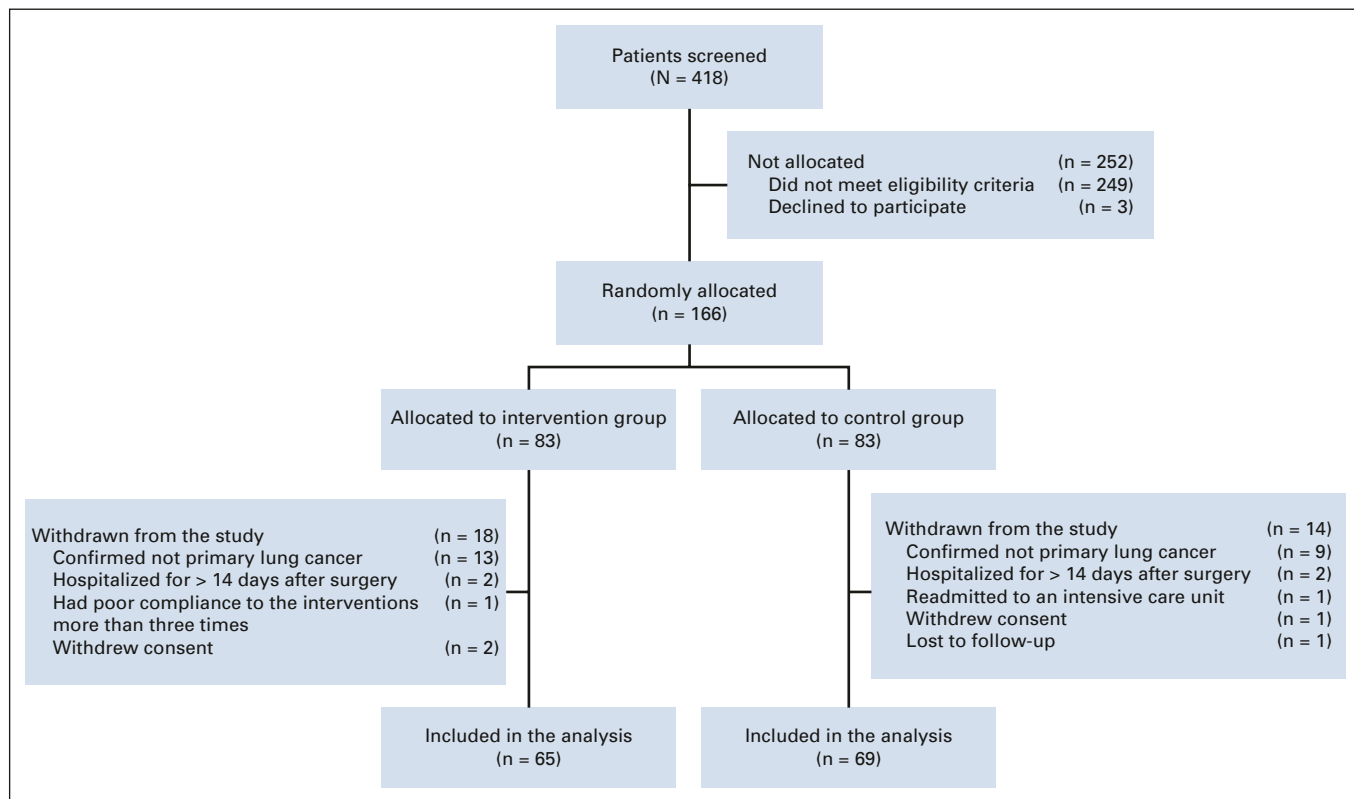 Patients screened
(N = 418)
Not allocated (n = 252)
Did not meet eligibility criteria (n = 249)
Declined to participate (n = 3)
Randomly allocated
(n = 166)
Allocated to intervention group
(n = 83)
Allocated to control group
(n = 83)
Withdrawn from the study (n = 18)
Confirmed not primary lung cancer (n = 13)
Hospitalized for > 14 days after surgery (n = 2)
Had poor compliance to the interventions (n = 1)
more than three times
Withdrew consent (n = 2)
Withdrawn from the study (n = 14)
Confirmed not primary lung cancer (n = 9)
Hospitalized for > 14 days after surgery (n = 2)
Readmitted to an intensive care unit (n = 1)
Withdrew consent (n = 1)
Lost to follow-up (n = 1)
Included in the analysis
(n = 65)
Included in the analysis
(n = 69)